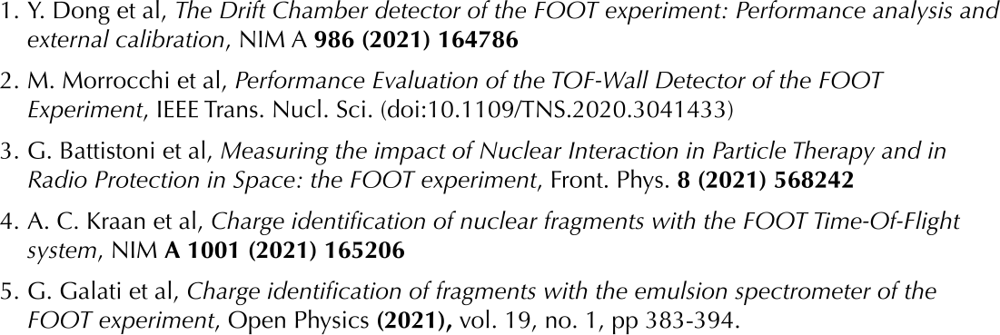 1. Y. Dong et al, The Drift Chamber detector of the FOOT experiment: Performance analysis and
external calibration, NIM A 986 (2021) 164786
2. M. Morrocchi et al, Performance Evaluation of the TOF-Wall Detector of the FOOT
Experiment, IEEE Trans. Nucl. Sci. (doi:10.1109/TNS.2020.3041433)
3. G. Battistoni et al, Measuring the impact of Nuclear Interaction in Particle Therapy and in
Radio Protection in Space: the FOOT experiment, Front. Phys. 8 (2021) 568242
4. A. C. Kraan et al, Charge identification of nuclear fragments with the FOOT Time-Of-Flight
system, NIM A 1001 (2021) 165206
5. G. Galati et al, Charge identification of fragments with the emulsion spectrometer of the
FOOT experiment, Open Physics (2021), vol. 19, no. 1, pp 383-394.